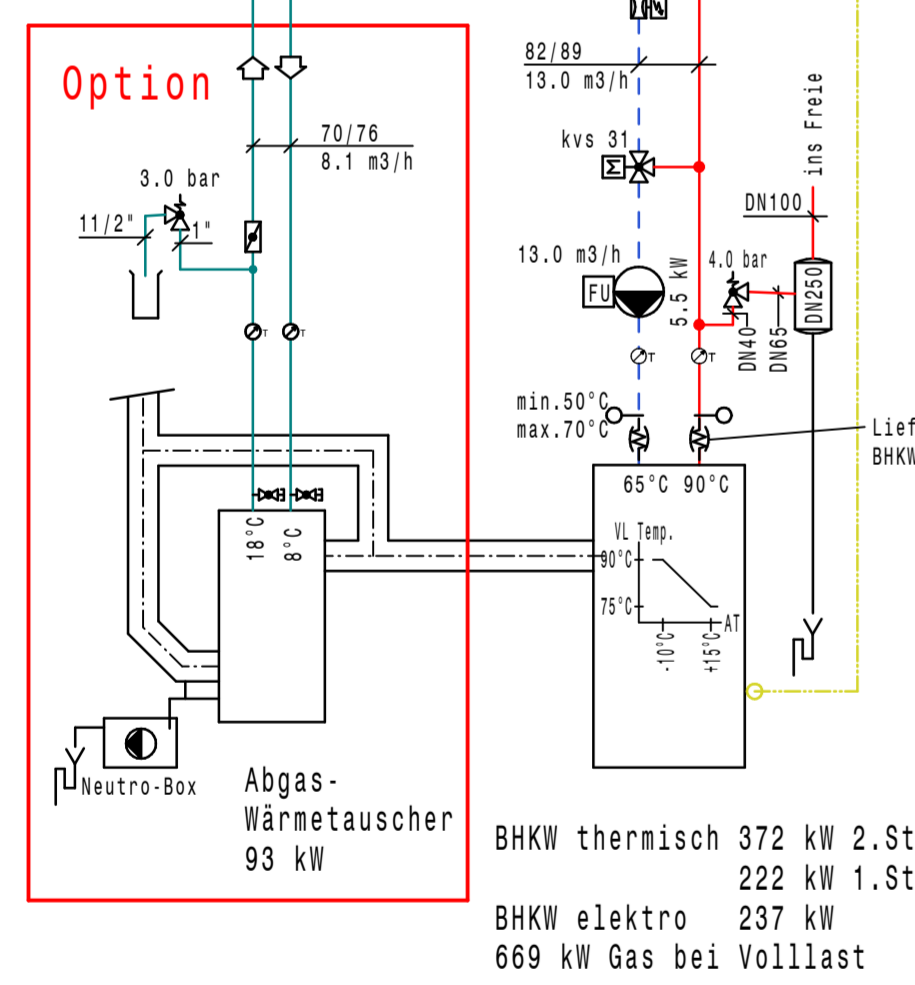 Option
70/76
8.1 m3/h
3.0 bar
11/2"
1"
T
T
18°C
8°C
Neutro-Box
Abgas-
Wärmetauscher
93 kW
82/89
13.0 m3/h
kvs 31
Σ
13.0 m3/h
FU
5.5 kW
T
T
ins Freie
DN100
4.0 bar
DN250
DN40
DN65
min.50°C
max.70°C
Lief
BHKW
65°C 90°C
VL Temp.
90°C
75°C
AT
-10°C
+15°C
BHKW thermisch 372 kW 2.St
222 kW 1.St
BHKW elektro 237 kW
669 kW Gas bei Volllast